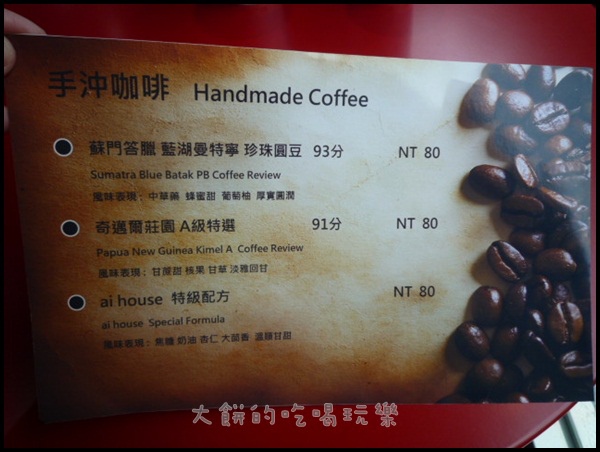 手沖咖啡 Handmade Coffee
蘇門答臘 藍湖曼特寧 珍珠圓豆 93分 NT 80
Sumatra Blue Batak PB Coffee Review
風味表現：中華藥 蜂蜜甜 葡萄柚 厚實圓潤
奇邁爾莊園 A級特選 91分 NT 80
Papua New Guinea Kimel A Coffee Review
風味表現：甘蔗甜 核果 甘草 淡雅回甘
ai house 特級配方 NT 80
ai house Special Formula
風味表現：焦糖 奶油 杏仁 大茴香 溫順甘甜
大餅的吃喝玩樂